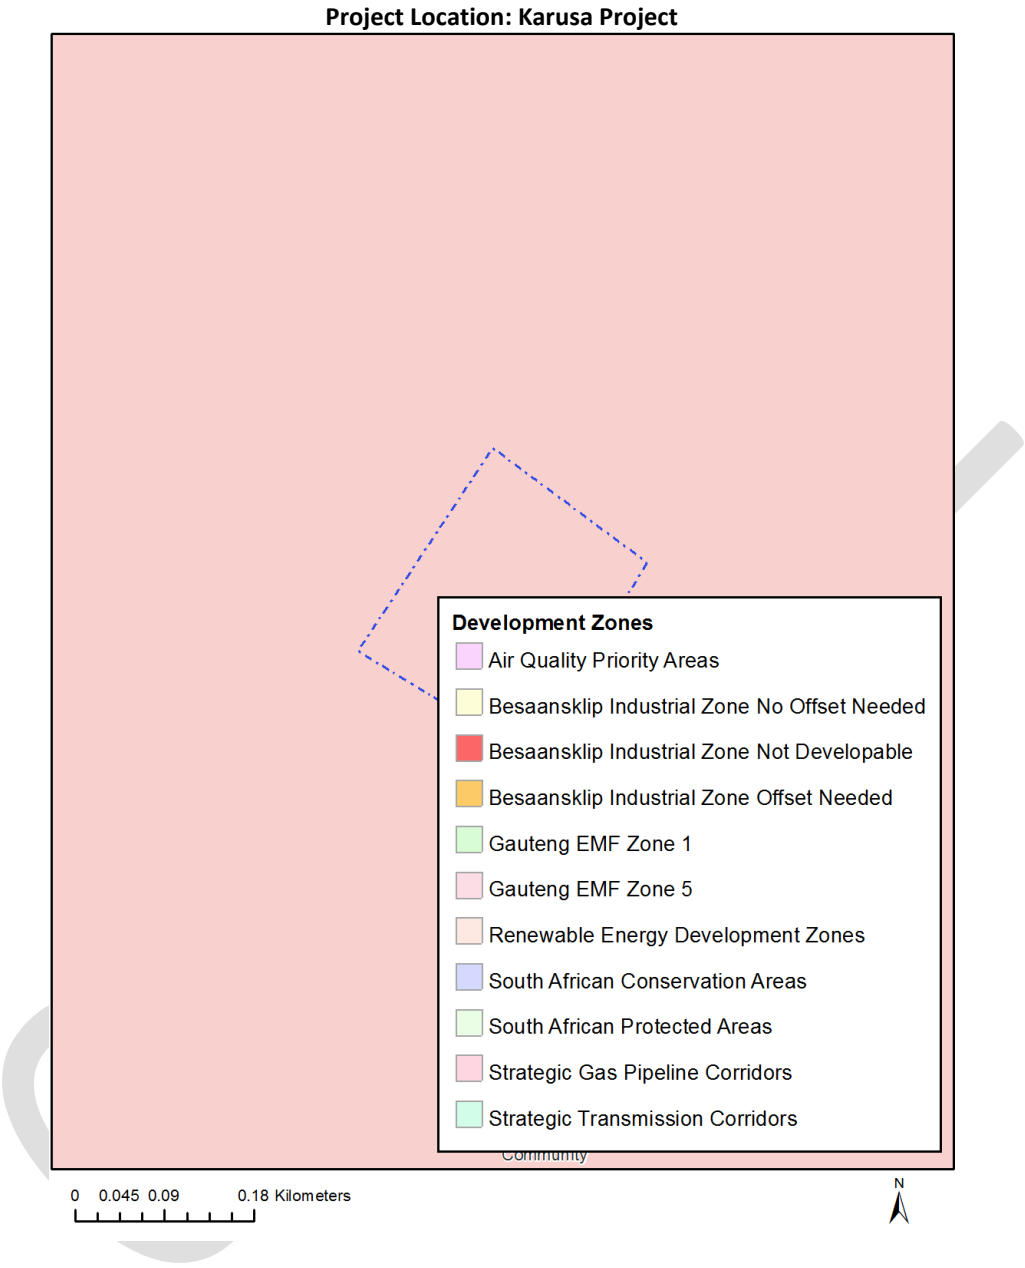 Project Location: Karusa Project
Development Zones
Air Quality Priority Areas
Besaansklip Industrial Zone No Offset Needed
Besaansklip Industrial Zone Not Developable
Besaansklip Industrial Zone Offset Needed
Gauteng EMF Zone 1
Gauteng EMF Zone 5
Renewable Energy Development Zones
South African Conservation Areas
South African Protected Areas
Strategic Gas Pipeline Corridors
Strategic Transmission Corridors
Community
0 0.045 0.09 0.18 Kilometers
N